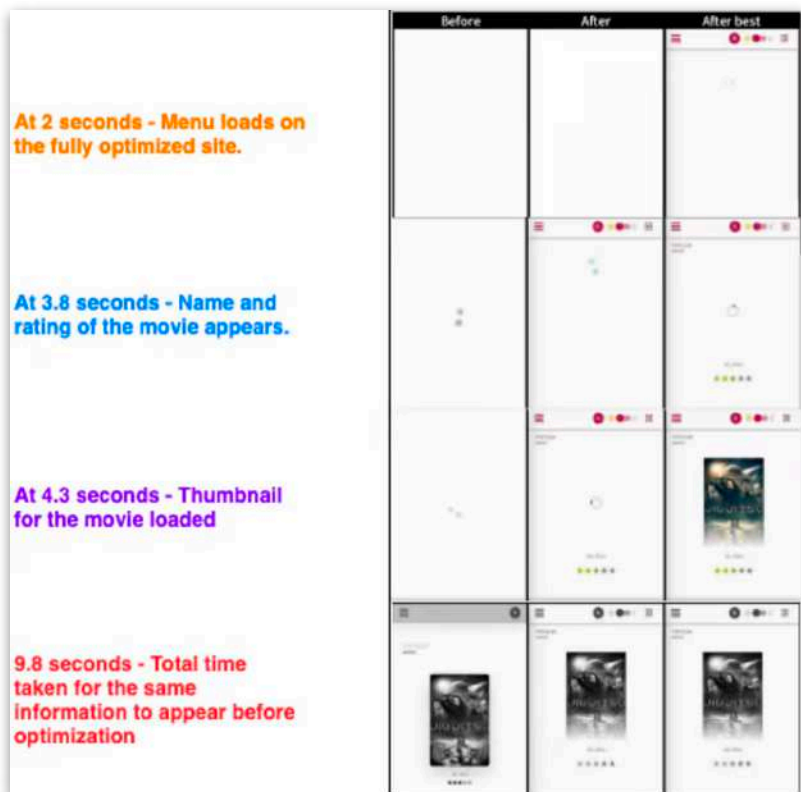 Before
After
After best
At 2 seconds - Menu loads on
the fully optimized site.
At 3.8 seconds - Name and
rating of the movie appears.
At 4.3 seconds - Thumbnail
for the movie loaded
9.8 seconds - Total time
taken for the same
information to appear before
optimization